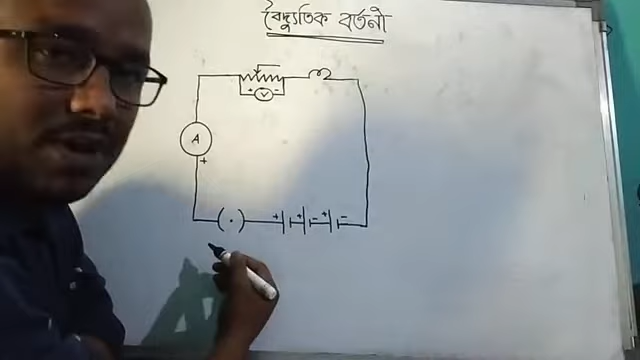 বৈদ্যুতিক বর্তনী
+ V -
A
+
+ + - + -